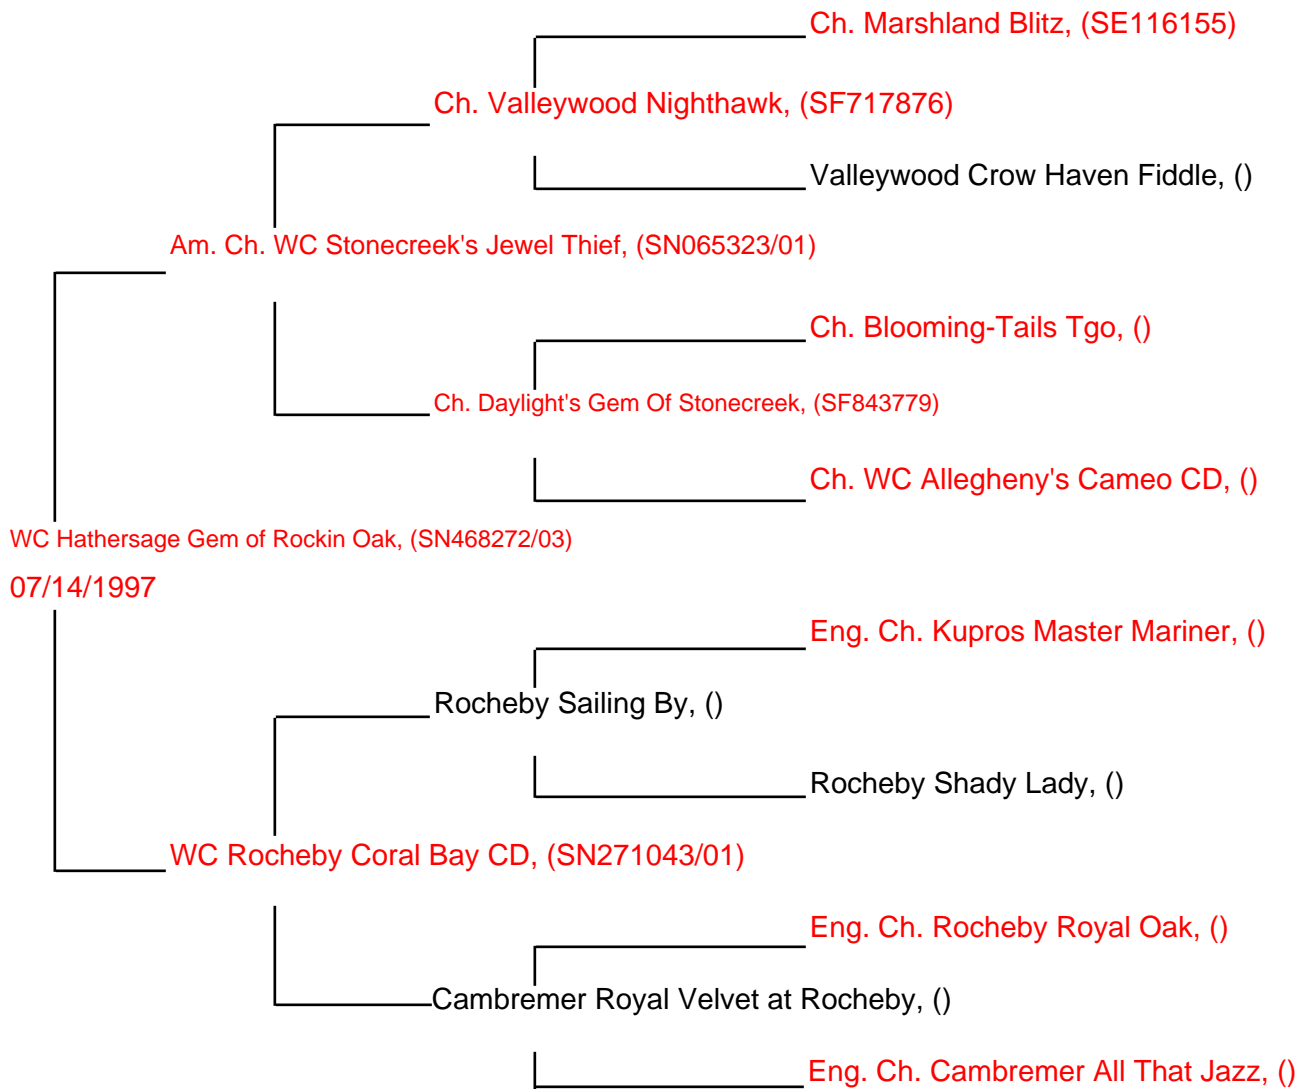 Ch. Marshland Blitz, (SE116155)
Ch. Valleywood Nighthawk, (SF717876)
Valleywood Crow Haven Fiddle, ()
Am. Ch. WC Stonecreek's Jewel Thief, (SN065323/01)
Ch. Blooming-Tails Tgo, ()
Ch. Daylight's Gem Of Stonecreek, (SF843779)
Ch. WC Allegheny's Cameo CD, ()
WC Hathersage Gem of Rockin Oak, (SN468272/03)
07/14/1997
Eng. Ch. Kupros Master Mariner, ()
Rocheby Sailing By, ()
Rocheby Shady Lady, ()
WC Rocheby Coral Bay CD, (SN271043/01)
Eng. Ch. Rocheby Royal Oak, ()
Cambremer Royal Velvet at Rocheby, ()
Eng. Ch. Cambremer All That Jazz, ()